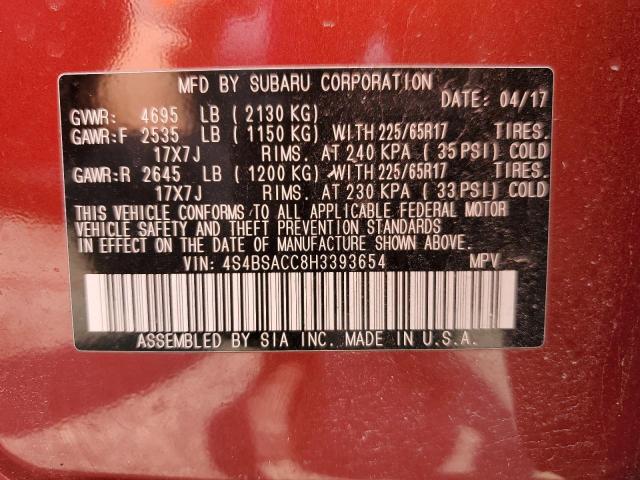 MFD BY SUBARU CORPORATION
DATE: 04/17
GVWR: 4695 LB ( 2130 KG)
GAWR:F 2535 LB ( 1150 KG) WITH 225/65R17 TIRES.
17X7J RIMS. AT 240 KPA ( 35 PSI) COLD
GAWR:R 2645 LB ( 1200 KG) WITH 225/65R17 TIRES.
17X7J RIMS. AT 230 KPA ( 33 PSI) COLD
THIS VEHICLE CONFORMS TO ALL APPLICABLE FEDERAL MOTOR
VEHICLE SAFETY AND THEFT PREVENTION STANDARDS
IN EFFECT ON THE DATE OF MANUFACTURE SHOWN ABOVE.
VIN: 4S4BSACC8H3393654 MPV
ASSEMBLED BY SIA INC. MADE IN U.S.A.